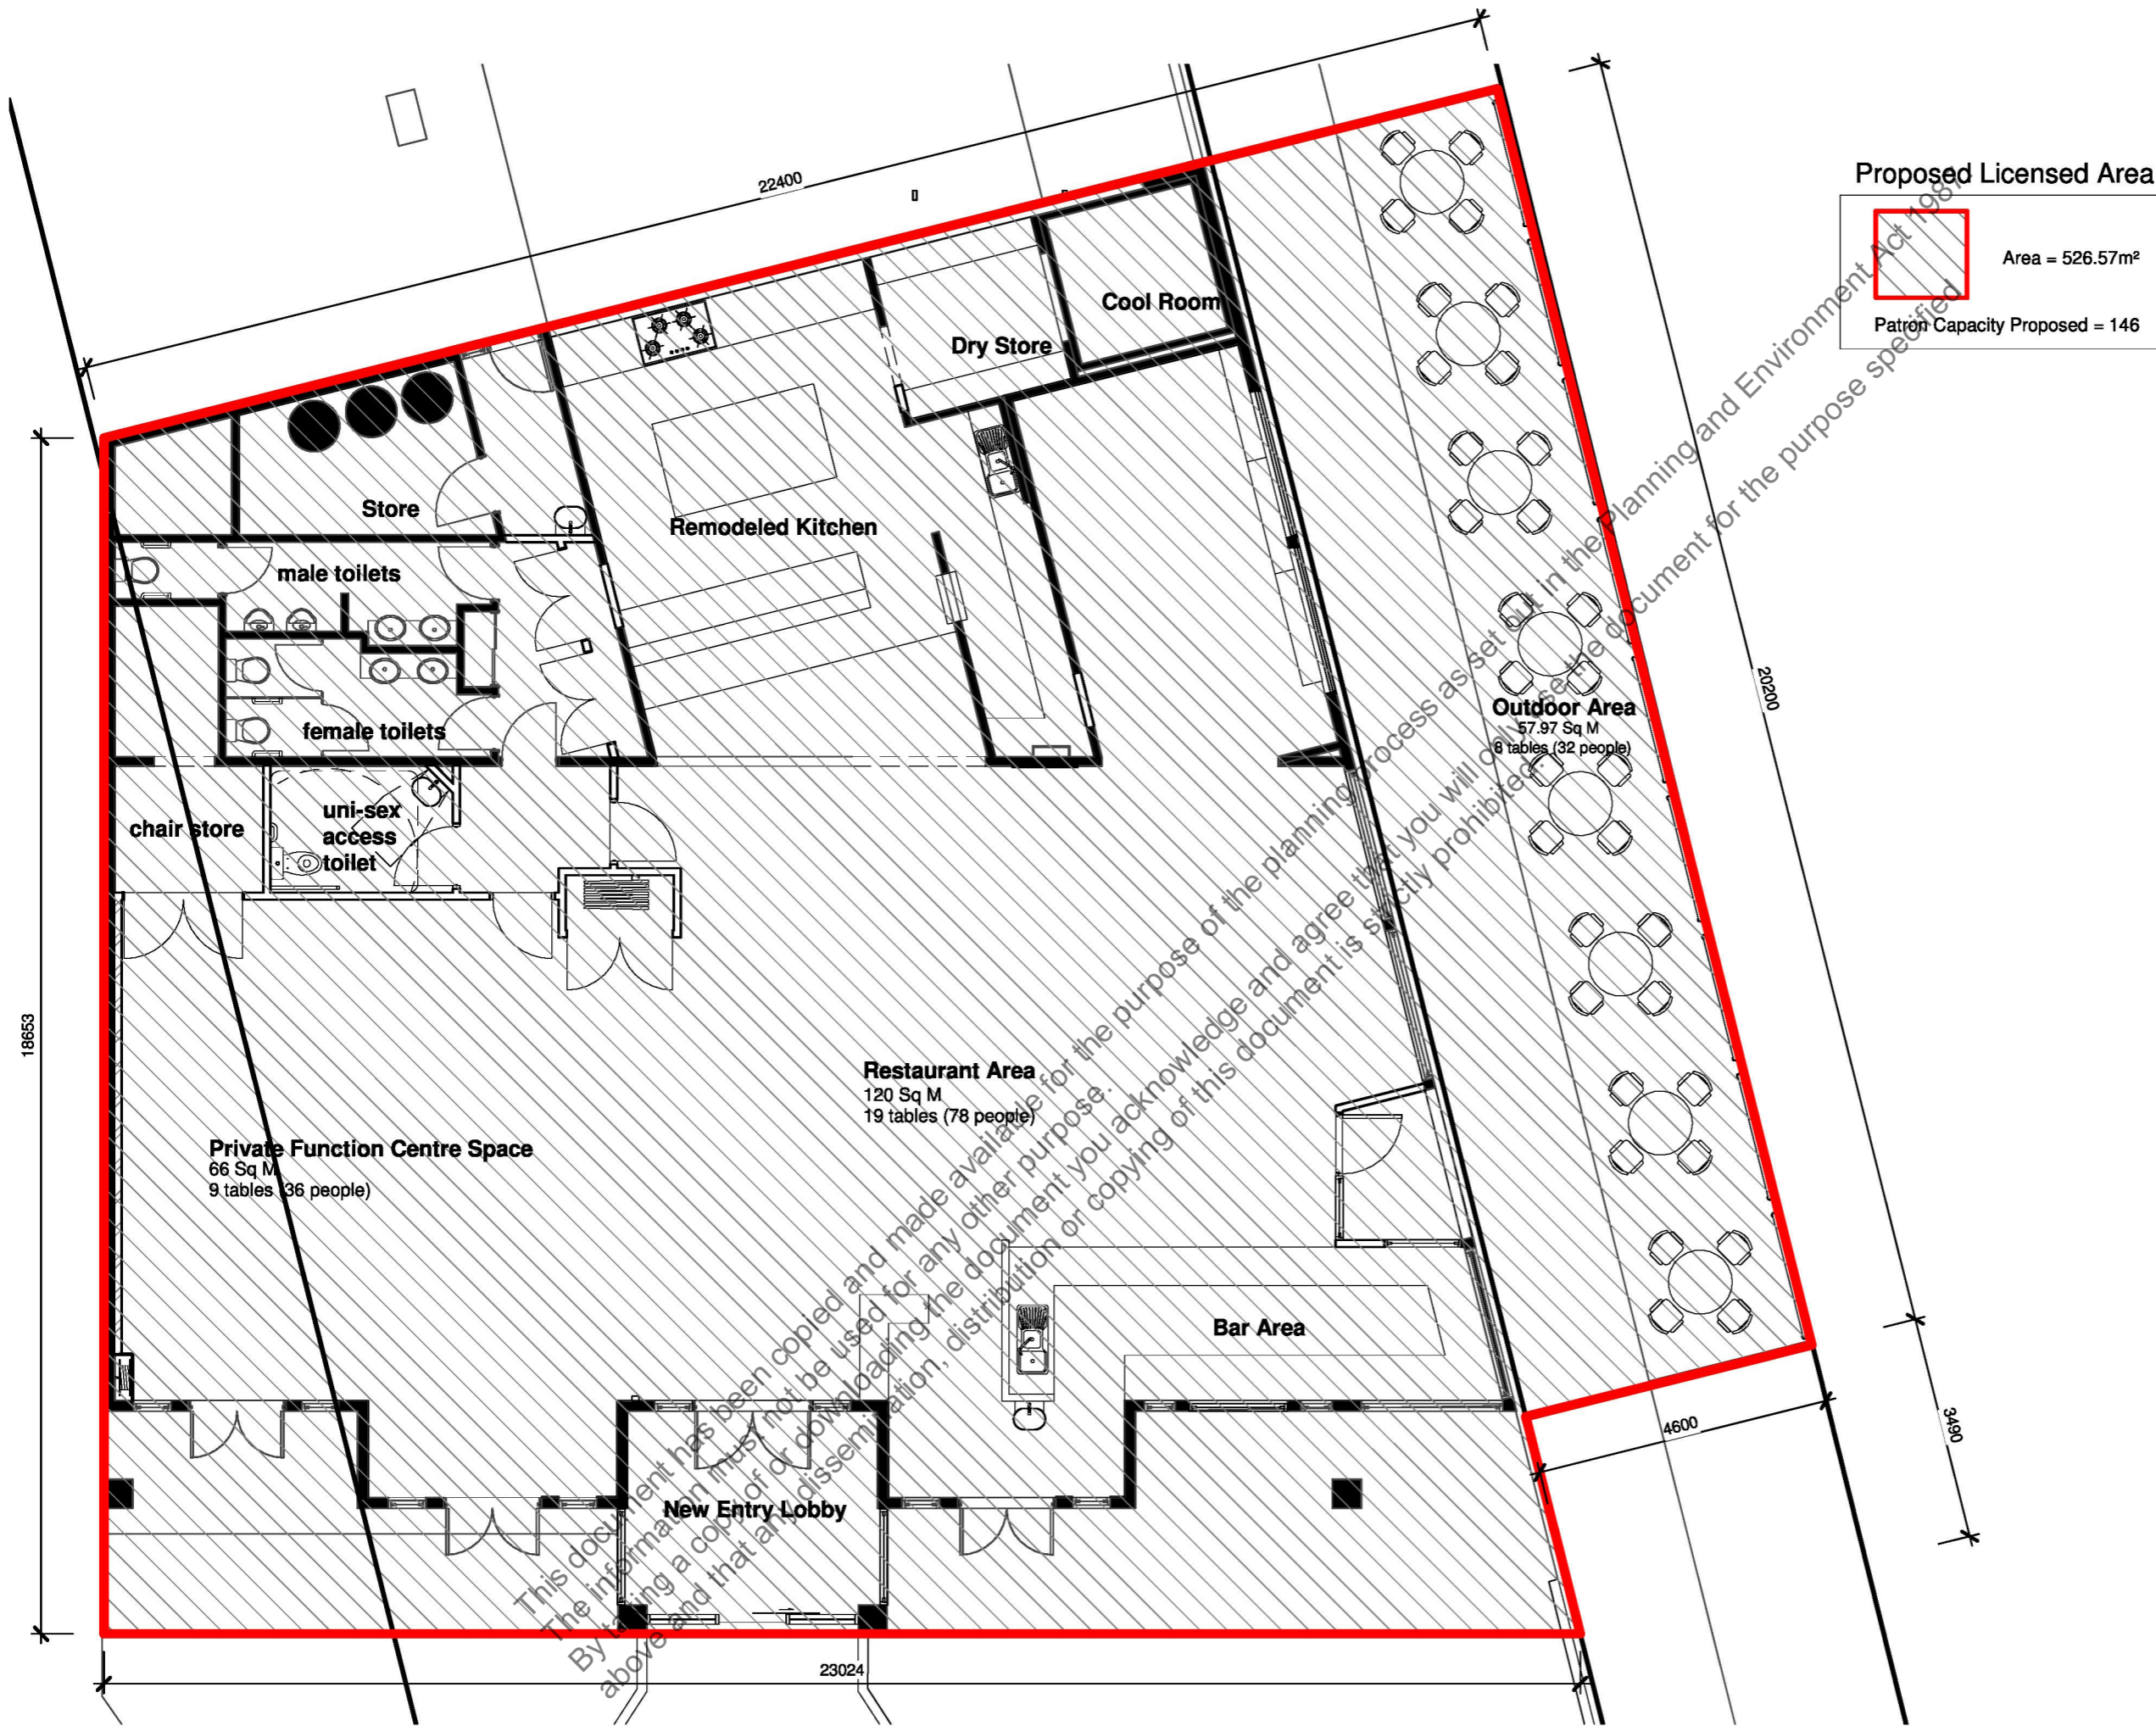 22400
Proposed Licensed Area
Area = 526.57m²
Patron Capacity Proposed = 146
Cool Room
Dry Store
Store
Remodeled Kitchen
male toilets
female toilets
Outdoor Area
57.97 Sq M
8 tables (32 people)
20200
chair store
uni-sex
access
toilet
18653
Restaurant Area
120 Sq M
19 tables (78 people)
Private Function Centre Space
66 Sq M
9 tables (36 people)
Bar Area
4600
3490
New Entry Lobby
23024
This document has been copied and made available for the purpose of the planning process as set out in the Planning and Environment Act 1987.
The information must not be used for any other purpose.
By taking a copy of or downloading the document you acknowledge and agree that you will only use the document for the purpose specified
above and that any dissemination, distribution or copying of this document is strictly prohibited.